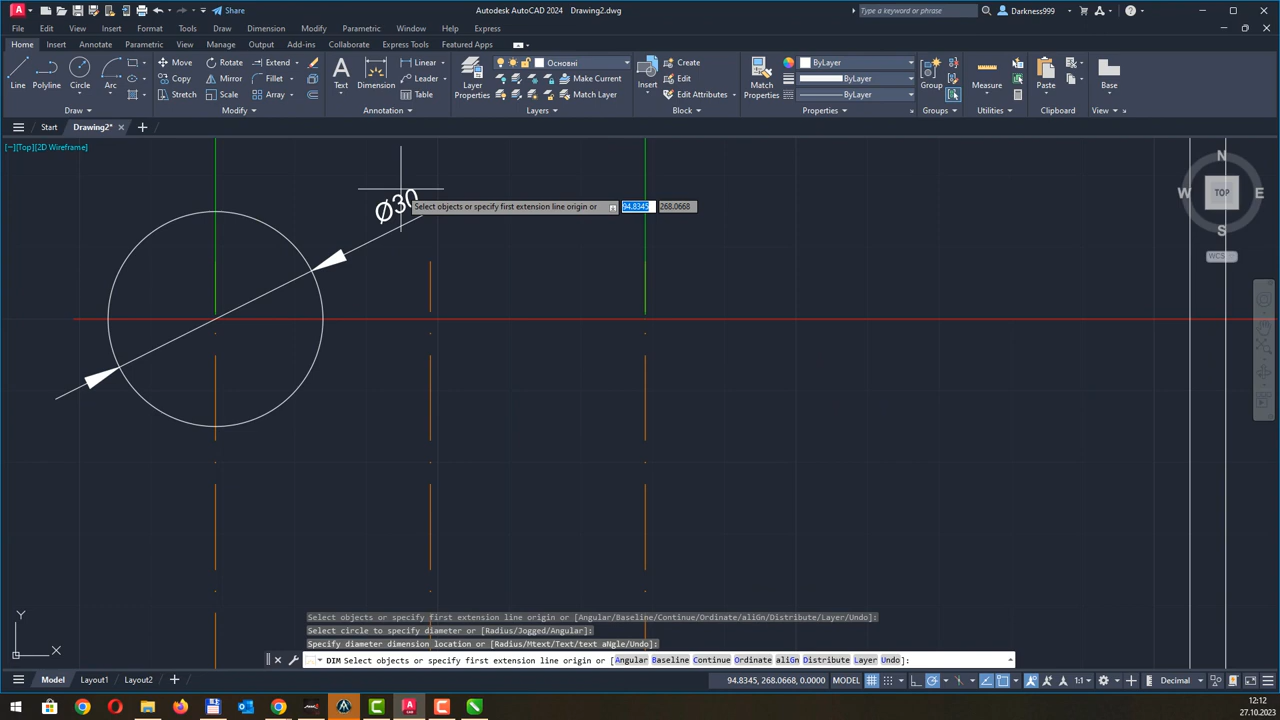 A
Share
Autodesk AutoCAD 2024 Drawing2.dwg
Type a keyword or phrase
Darkness999
File Edit View Insert Format Tools Draw Dimension Modify Parametric Window Help Express
Home Insert Annotate Parametric View Manage Output Add-ins Collaborate Express Tools Featured Apps
Line Polyline Circle Arc
Move Rotate Extend
Copy Mirror Fillet
Stretch Scale Array
Text Dimension
Linear
Leader
Table
Layer Properties
Основні
Make Current
Match Layer
Insert
Create
Edit
Edit Attributes
Match Properties
ByLayer
ByLayer
ByLayer
Group
Measure
Paste
Base
Draw Modify Annotation Layers Block Properties Groups Utilities Clipboard View
Start Drawing2*
[−][Top][2D Wireframe]
N
W TOP E
S
WCS
Ø30
Select objects or specify first extension line origin or 94.8345 268.0668
Y
X
Select objects or specify first extension line origin or [Angular/Baseline/Continue/Ordinate/aliGn/Distribute/Layer/Undo]:
Select circle to specify diameter or [Radius/Jogged/Angular]:
Specify diameter dimension location or [Radius/Mtext/Text/text aNgle/Undo]:
DIM Select objects or specify first extension line origin or [Angular Baseline Continue Ordinate aliGn Distribute Layer Undo]:
Model Layout1 Layout2
94.8345, 268.0668, 0.0000 MODEL 1:1 Decimal
12:12
27.10.2023